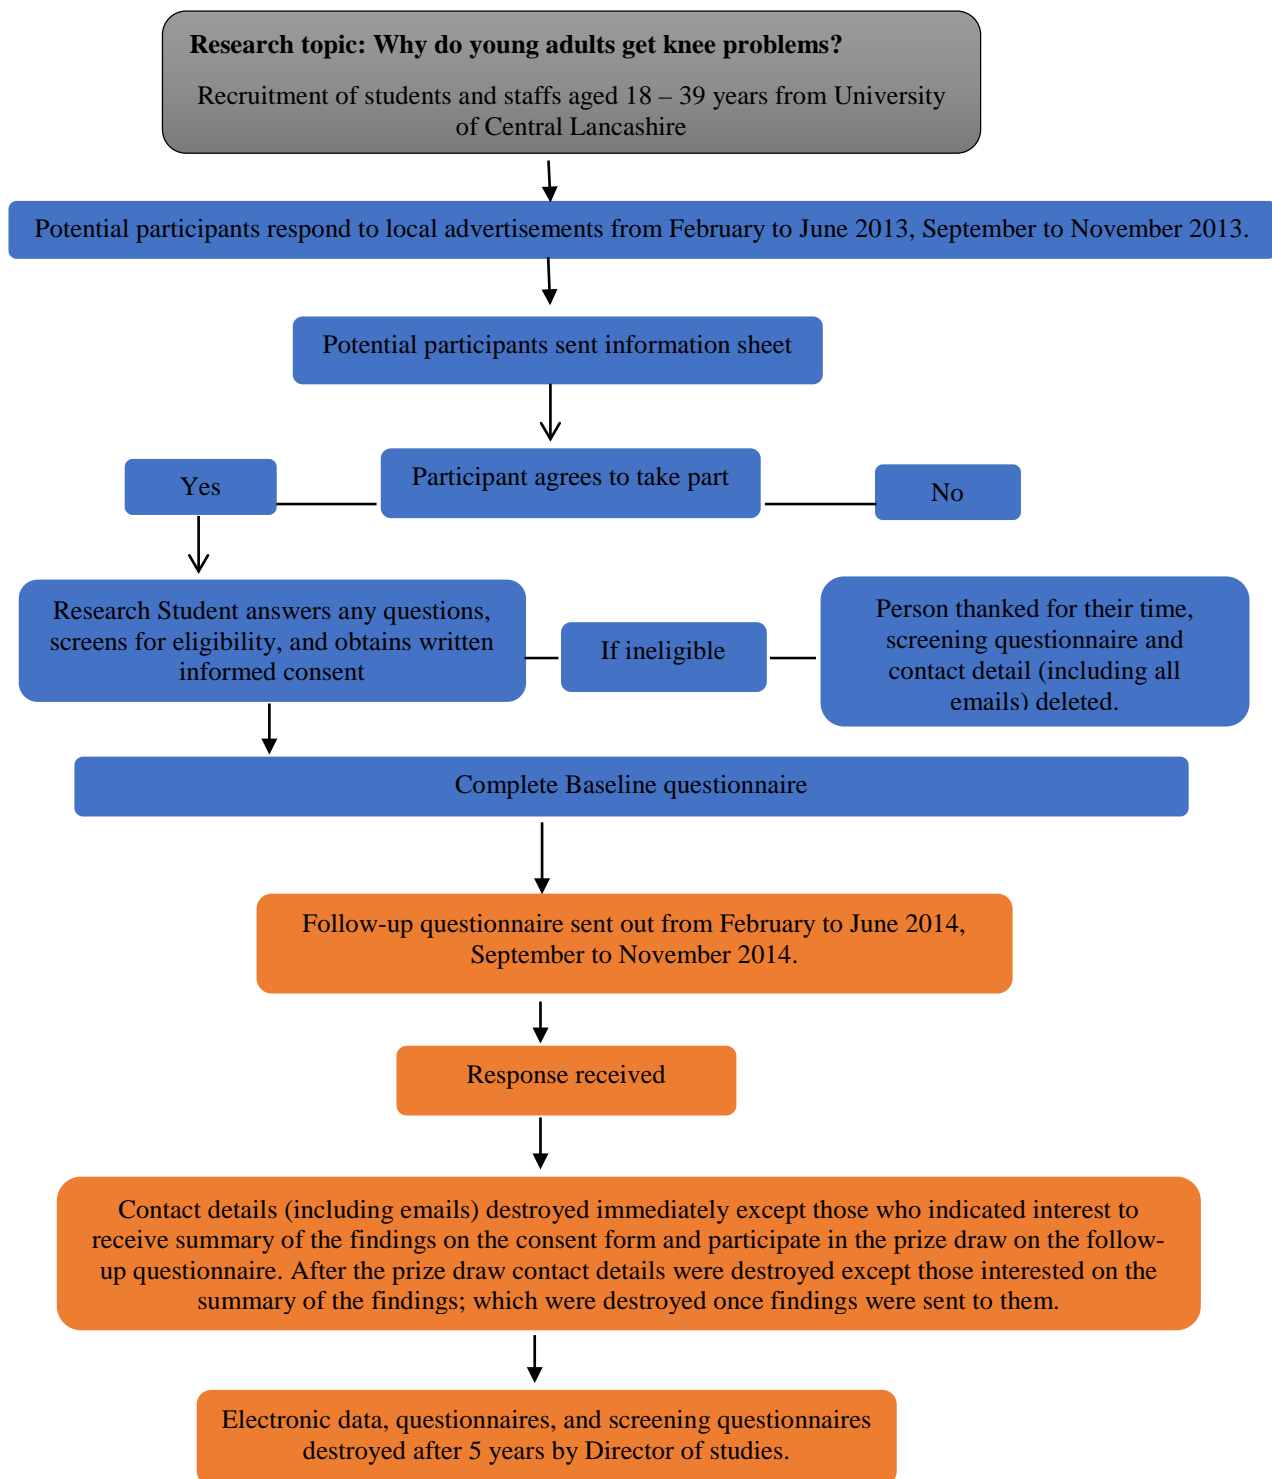 Research topic: Why do young adults get knee problems?
Recruitment of students and staffs aged 18 – 39 years from University
of Central Lancashire
Potential participants respond to local advertisements from February to June 2013, September to November 2013.
Potential participants sent information sheet
Yes
Participant agrees to take part
No
Research Student answers any questions,
screens for eligibility, and obtains written
informed consent
If ineligible
Person thanked for their time,
screening questionnaire and
contact detail (including all
emails) deleted.
Complete Baseline questionnaire
Follow-up questionnaire sent out from February to June 2014,
September to November 2014.
Response received
Contact details (including emails) destroyed immediately except those who indicated interest to
receive summary of the findings on the consent form and participate in the prize draw on the follow-
up questionnaire. After the prize draw contact details were destroyed except those interested on the
summary of the findings; which were destroyed once findings were sent to them.
Electronic data, questionnaires, and screening questionnaires
destroyed after 5 years by Director of studies.